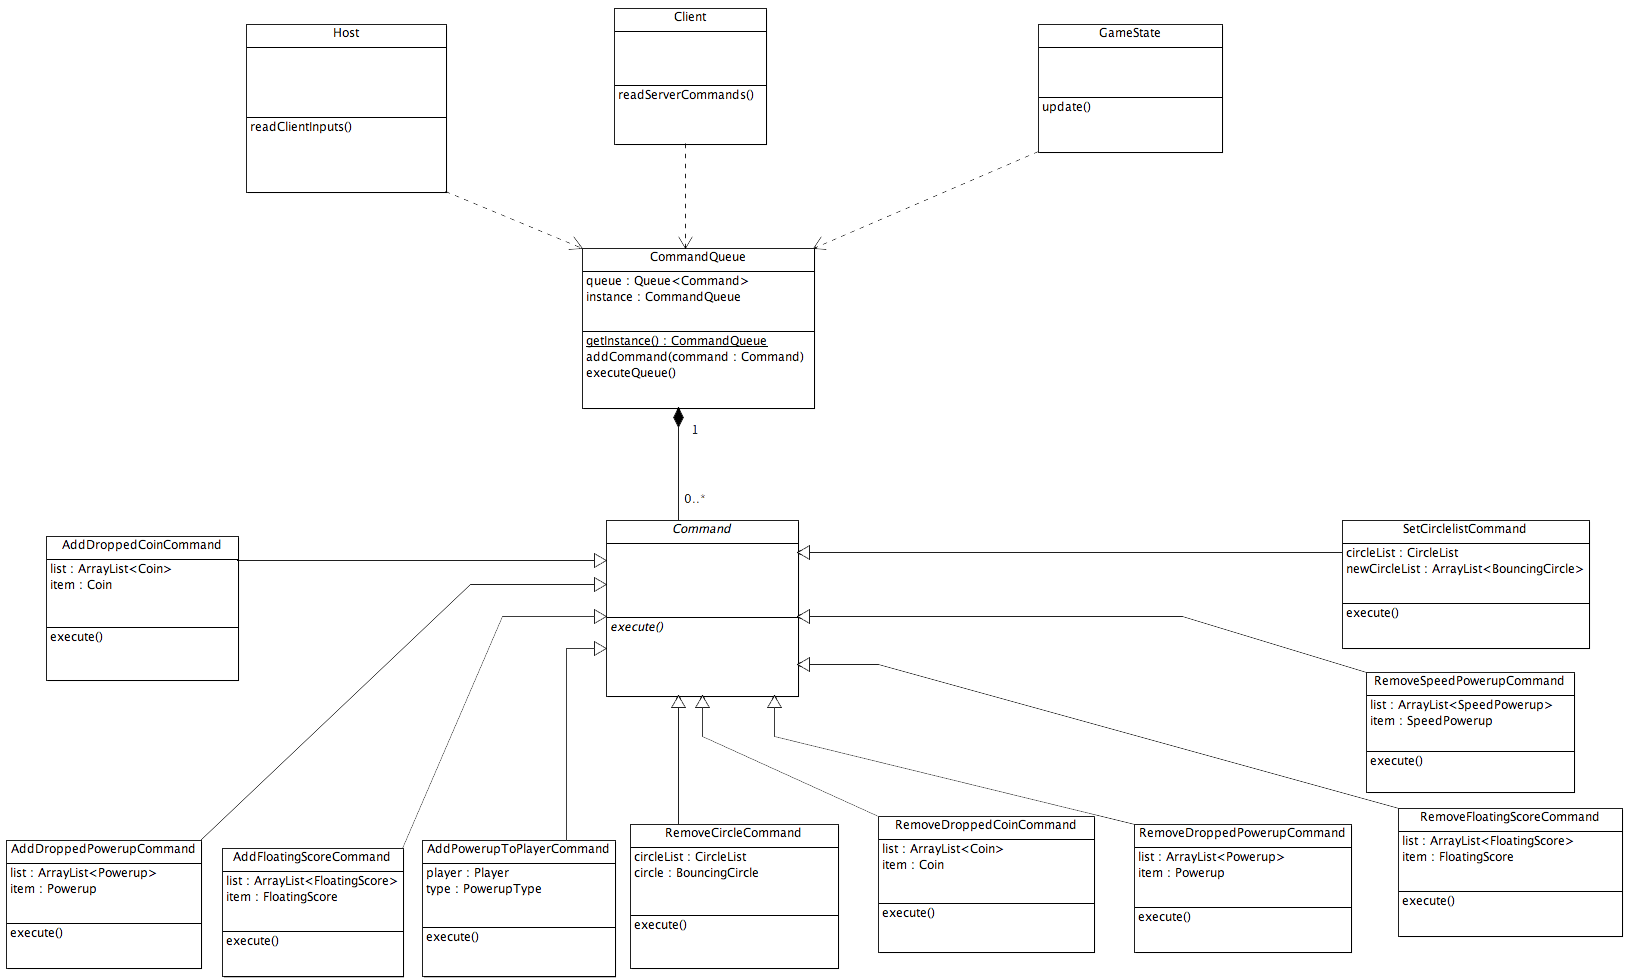 Host
readClientInputs()
Client
readServerCommands()
GameState
update()
CommandQueue
queue : Queue<Command>
instance : CommandQueue
getInstance() : CommandQueue
addCommand(command : Command)
executeQueue()
1
0..*
Command
execute()
AddDroppedCoinCommand
list : ArrayList<Coin>
item : Coin
execute()
SetCirclelistCommand
circleList : CircleList
newCircleList : ArrayList<BouncingCircle>
execute()
RemoveSpeedPowerupCommand
list : ArrayList<SpeedPowerup>
item : SpeedPowerup
execute()
AddDroppedPowerupCommand
list : ArrayList<Powerup>
item : Powerup
execute()
AddFloatingScoreCommand
list : ArrayList<FloatingScore>
item : FloatingScore
execute()
AddPowerupToPlayerCommand
player : Player
type : PowerupType
execute()
RemoveCircleCommand
circleList : CircleList
circle : BouncingCircle
execute()
RemoveDroppedCoinCommand
list : ArrayList<Coin>
item : Coin
execute()
RemoveDroppedPowerupCommand
list : ArrayList<Powerup>
item : Powerup
execute()
RemoveFloatingScoreCommand
list : ArrayList<FloatingScore>
item : FloatingScore
execute()